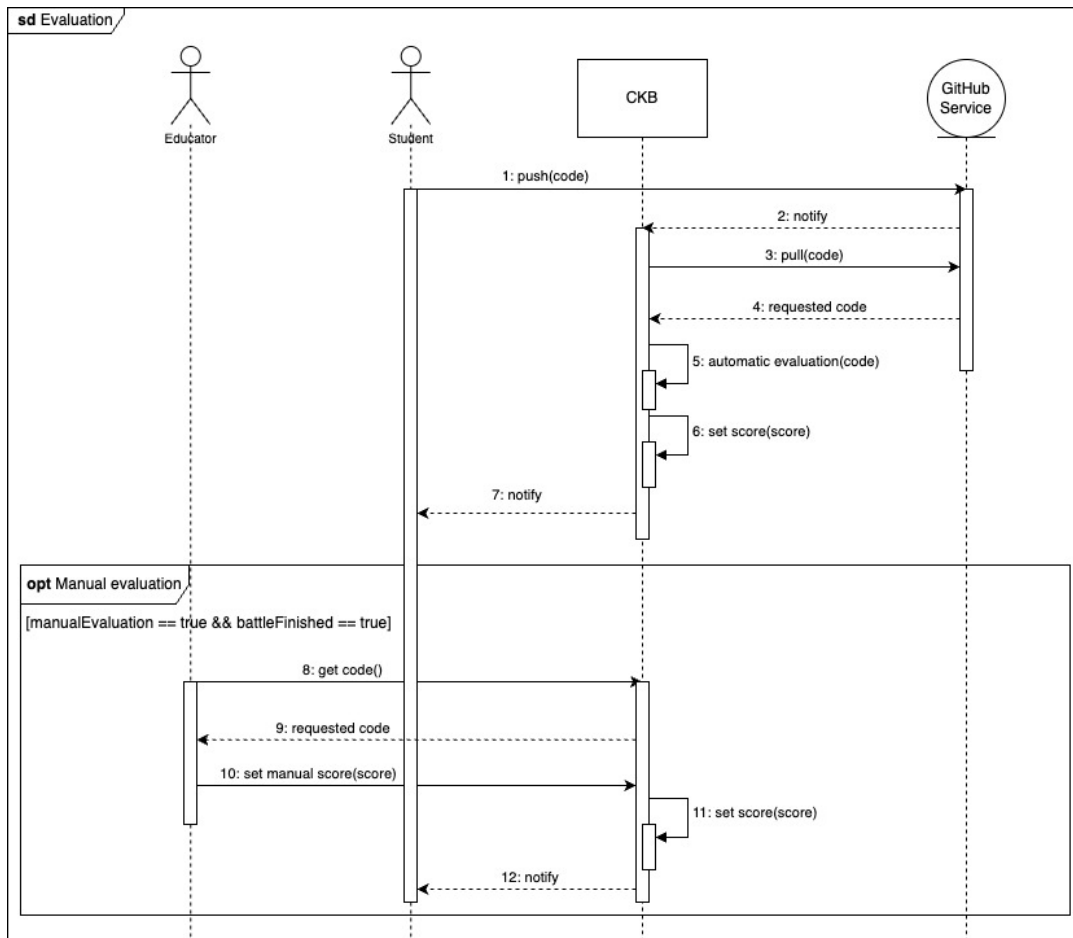 sd Evaluation
Educator
Student
CKB
GitHub
Service
1: push(code)
2: notify
3: pull(code)
4: requested code
5: automatic evaluation(code)
6: set score(score)
7: notify
opt Manual evaluation
[manualEvaluation == true && battleFinished == true]
8: get code()
9: requested code
10: set manual score(score)
11: set score(score)
12: notify